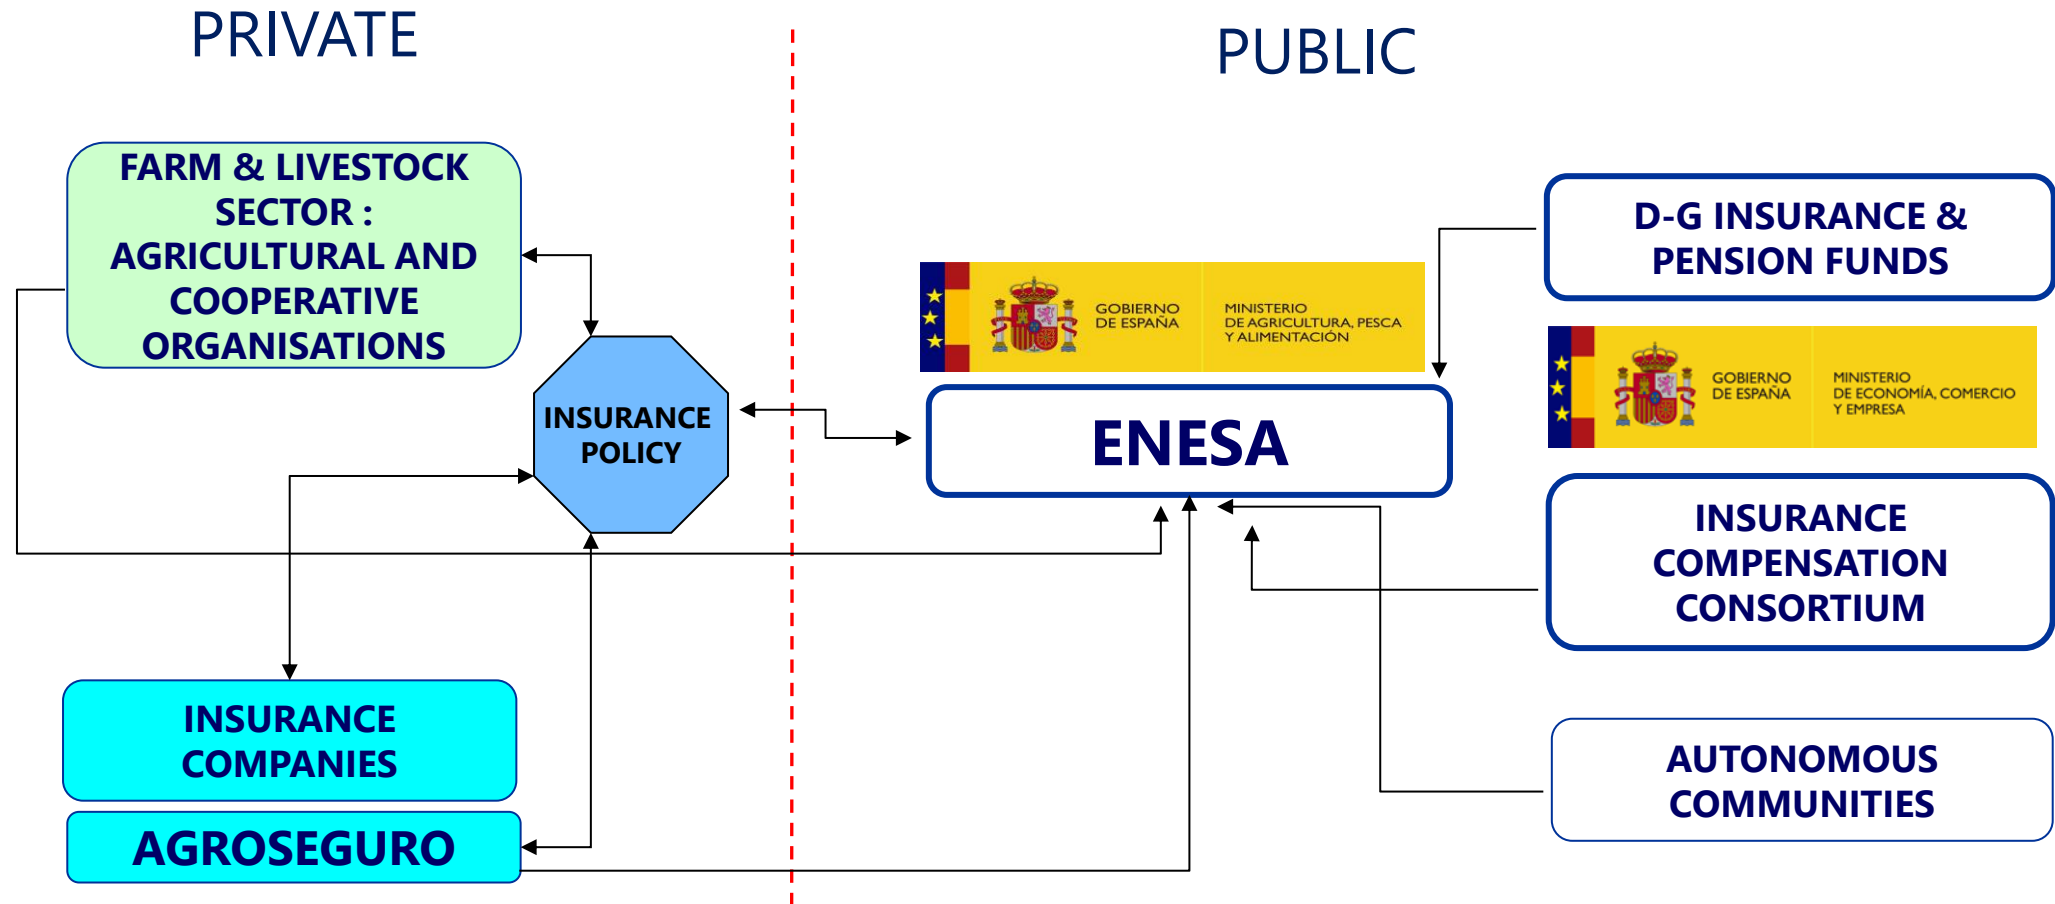 PRIVATE
PUBLIC
FARM & LIVESTOCK
SECTOR :
AGRICULTURAL AND
COOPERATIVE
ORGANISATIONS
INSURANCE
POLICY
INSURANCE
COMPANIES
AGROSEGURO
GOBIERNO
DE ESPAÑA
MINISTERIO
DE AGRICULTURA, PESCA
Y ALIMENTACIÓN
ENESA
D-G INSURANCE &
PENSION FUNDS
GOBIERNO
DE ESPAÑA
MINISTERIO
DE ECONOMÍA, COMERCIO
Y EMPRESA
INSURANCE
COMPENSATION
CONSORTIUM
AUTONOMOUS
COMMUNITIES